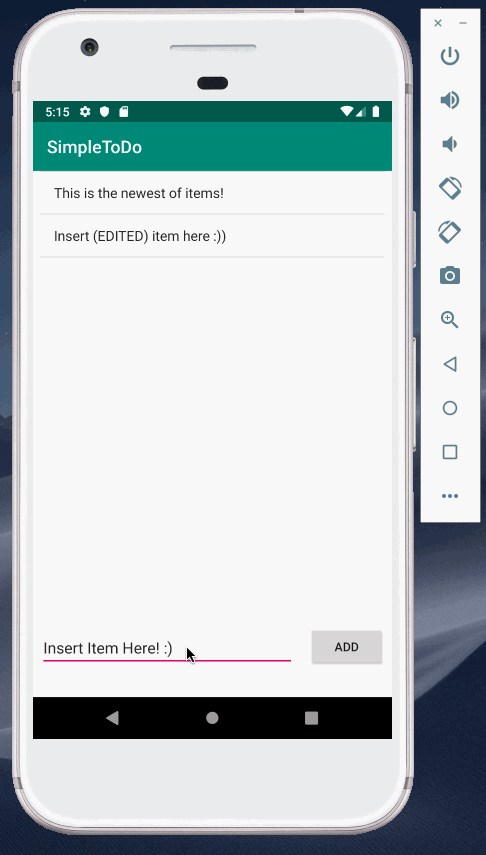 5:15
SimpleToDo
This is the newest of items!
Insert (EDITED) item here :))
Insert Item Here! :)
ADD